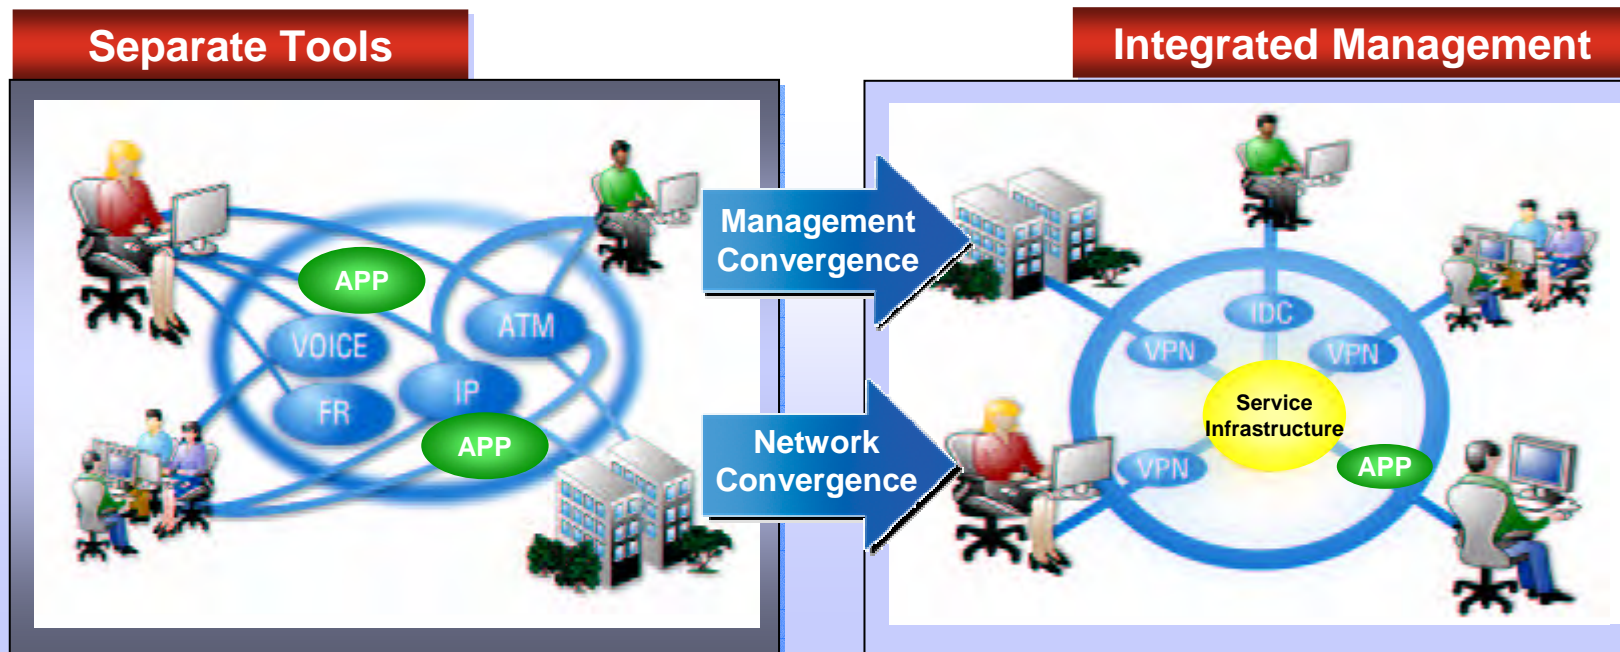 Separate Tools
Integrated Management
APP
VOICE
ATM
FR
IP
APP
Management
Convergence
Network
Convergence
IDC
VPN
VPN
Service
Infrastructure
VPN
APP